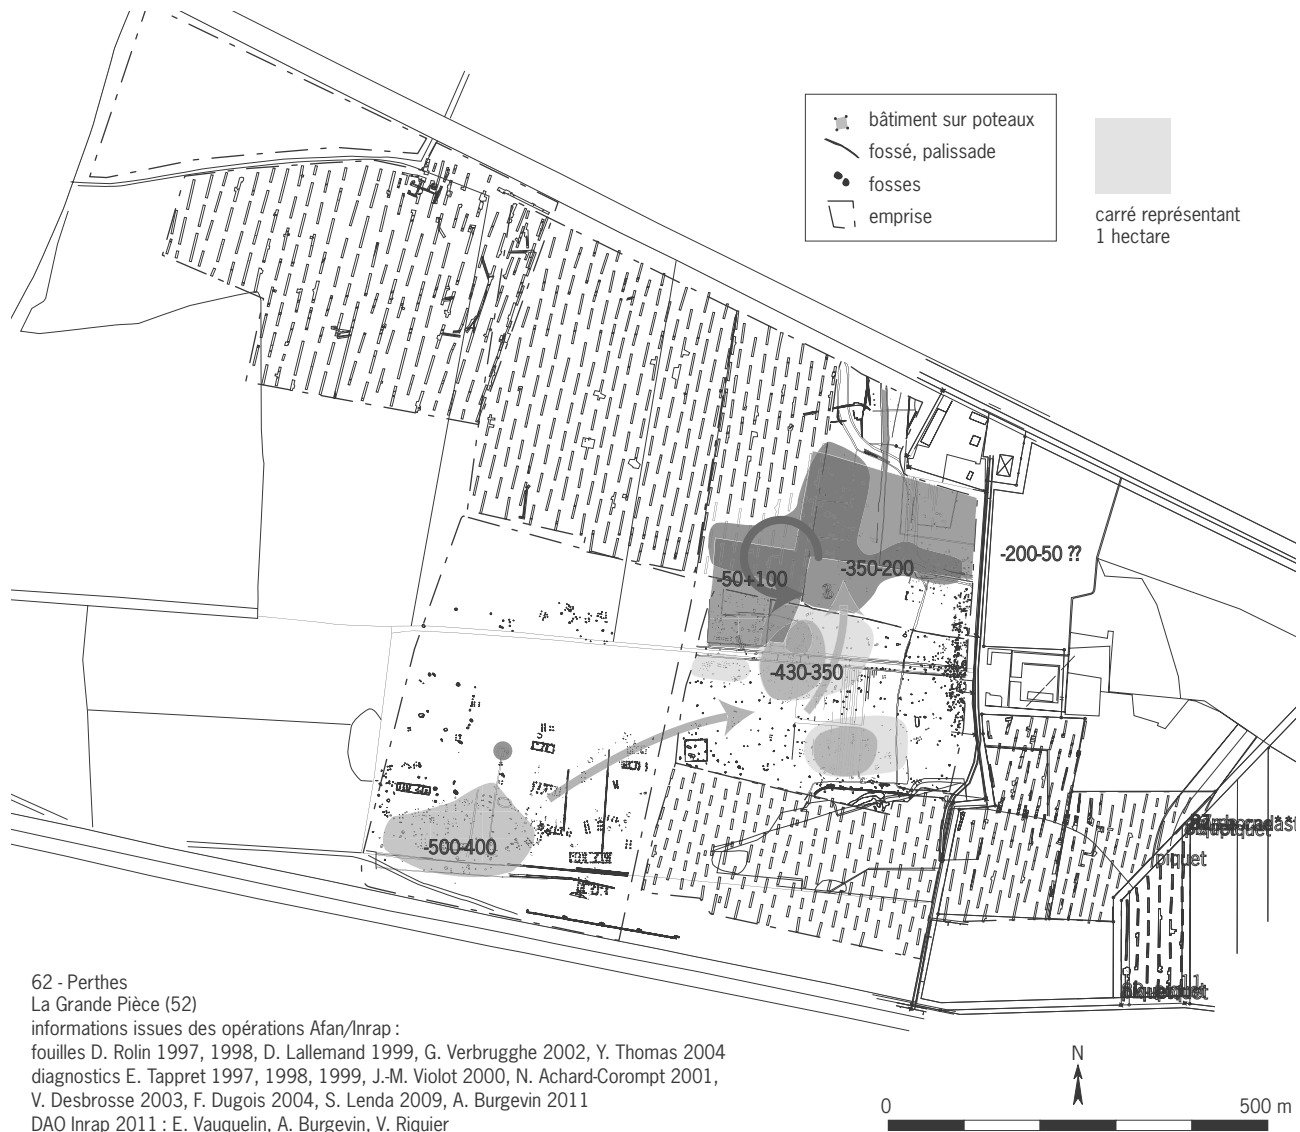 bâtiment sur poteaux
fossé, palissade
fosses
emprise
carré représentant
1 hectare
-200-50 ??
-350-200
-50+100
-430-350
-500-400
piquet
62 - Perthes
La Grande Pièce (52)
informations issues des opérations Afan/Inrap :
fouilles D. Rolin 1997, 1998, D. Lallemand 1999, G. Verbrugghe 2002, Y. Thomas 2004
diagnostics E. Tappret 1997, 1998, 1999, J.-M. Violot 2000, N. Achard-Corompt 2001,
V. Desbrosse 2003, F. Dugois 2004, S. Lenda 2009, A. Burgevin 2011
DAO Inrap 2011 : E. Vauquelin, A. Burgevin, V. Riquier
N
0 500 m